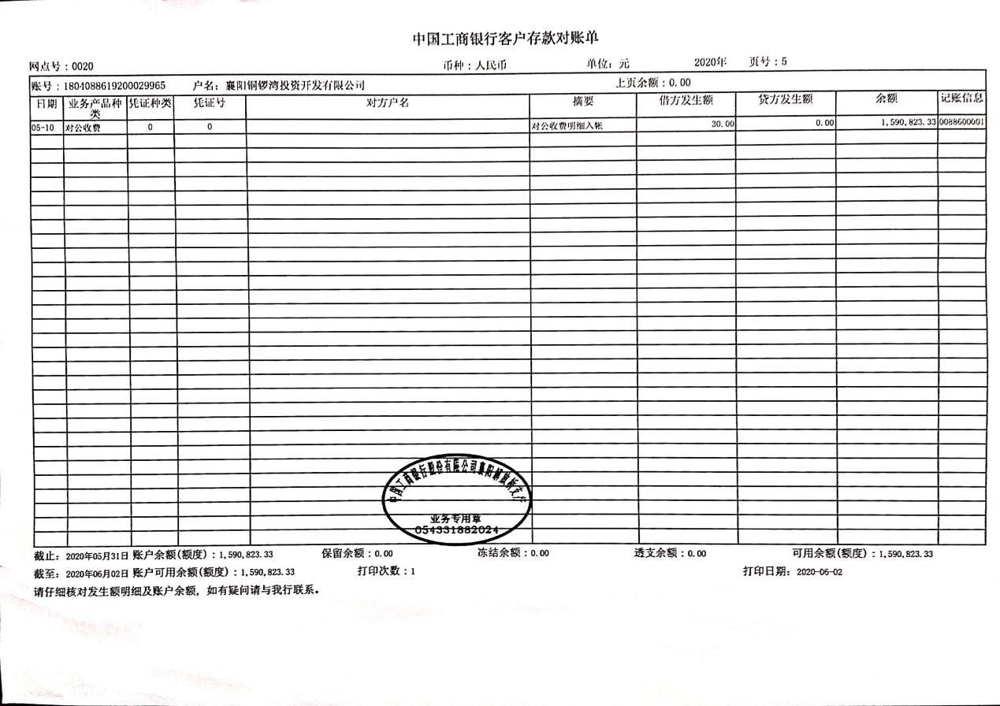 中国工商银行客户存款对账单
网点号：0020 币种：人民币 单位：元 2020年 页号：5
账号：1804088619200029965 户名：襄阳铜锣湾投资开发有限公司 上页余额：0.00
日期 业务产品种类 凭证种类 凭证号 对方户名 摘要 借方发生额 贷方发生额 余额 记账信息
05-10 对公收费 0 0 对公收费明细入帐 30.00 0.00 1,590,823.33 0088600001
中国工商银行股份有限公司襄阳解放桥支行
业务专用章
054331882024
截止：2020年05月31日 账户余额(额度)：1,590,823.33 保留余额：0.00 冻结余额：0.00 透支余额：0.00 可用余额(额度)：1,590,823.33
截至：2020年06月02日 账户可用余额(额度)：1,590,823.33 打印次数：1 打印日期：2020-06-02
请仔细核对发生额明细及账户余额，如有疑问请与我行联系。